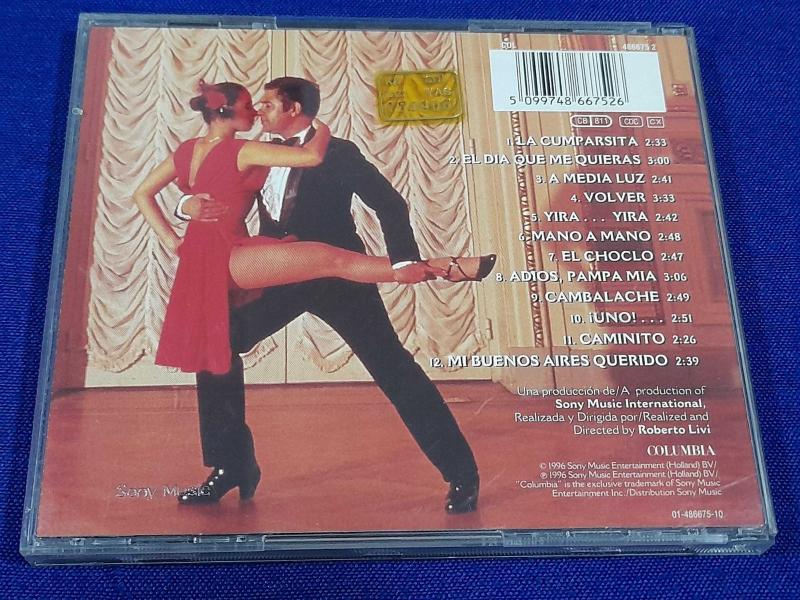 COL 486675 2
5 099748 667526
CB 811 CDC CX
1. LA CUMPARSITA 2:33
2. EL DIA QUE ME QUIERAS 3:00
3. A MEDIA LUZ 2:41
4. VOLVER 3:33
5. YIRA . . . YIRA 2:42
6. MANO A MANO 2:48
7. EL CHOCLO 2:47
8. ADIOS, PAMPA MIA 3:06
9. CAMBALACHE 2:49
10. ¡UNO! . . . 2:51
11. CAMINITO 2:26
12. MI BUENOS AIRES QUERIDO 2:39
Una producción de/A production of
Sony Music International,
Realizada y Dirigida por/Realized and
Directed by Roberto Livi
COLUMBIA
© 1996 Sony Music Entertainment (Holland) BV/
℗ 1996 Sony Music Entertainment (Holland) BV/
"Columbia" is the exclusive trademark of Sony Music
Entertainment Inc./Distribution Sony Music
01-486675-10
Sony Music